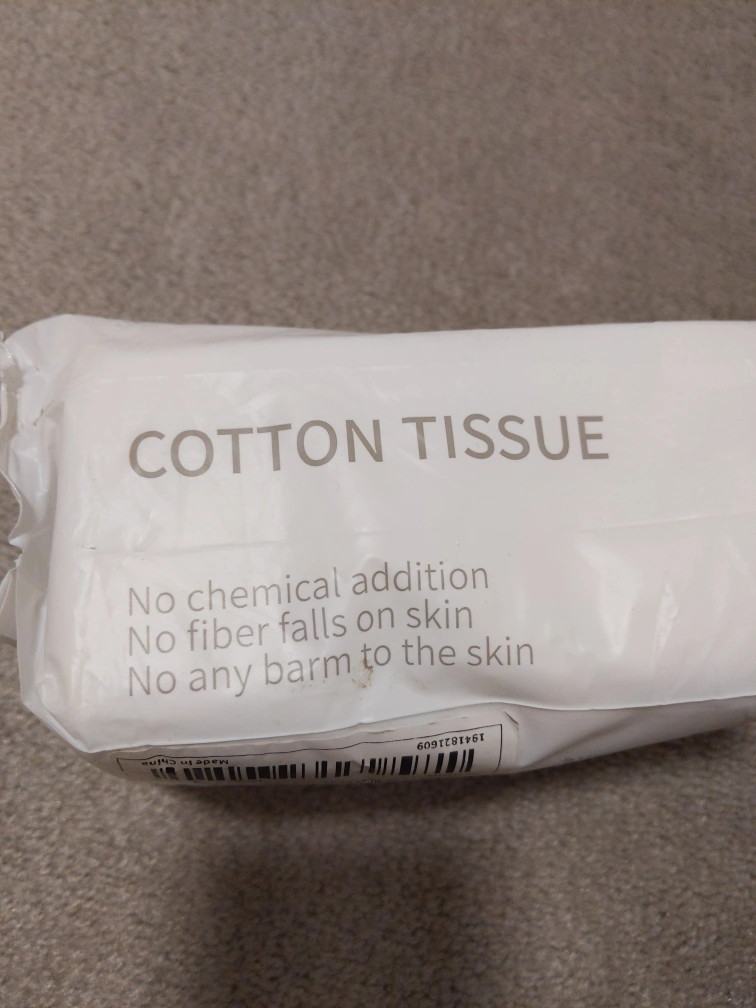 COTTON TISSUE
No chemical addition
No fiber falls on skin
No any barm to the skin
1941821609
Made In China